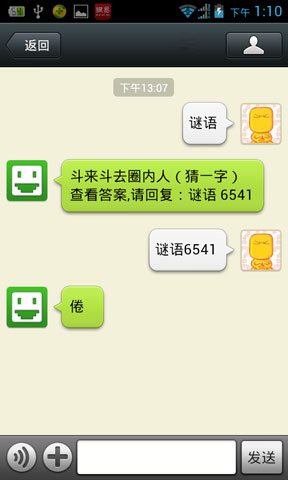 下午 1:10
返回
下午13:07
谜语
斗来斗去圈内人（猜一字）
查看答案,请回复：谜语 6541
谜语6541
倦
发送